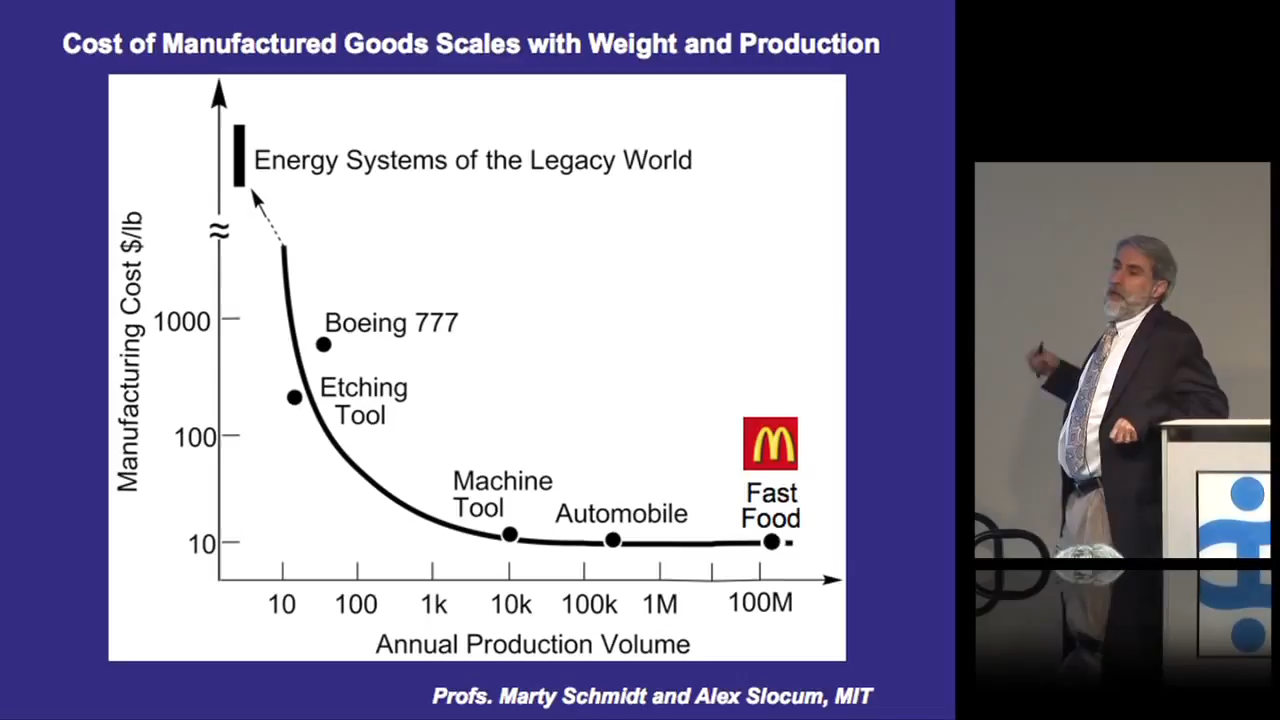 Cost of Manufactured Goods Scales with Weight and Production
Energy Systems of the Legacy World
Manufacturing Cost $/lb
≈
1000
Boeing 777
Etching
Tool
100
Machine
Tool
Automobile
Fast
Food
10
10 100 1k 10k 100k 1M 100M
Annual Production Volume
Profs. Marty Schmidt and Alex Slocum, MIT